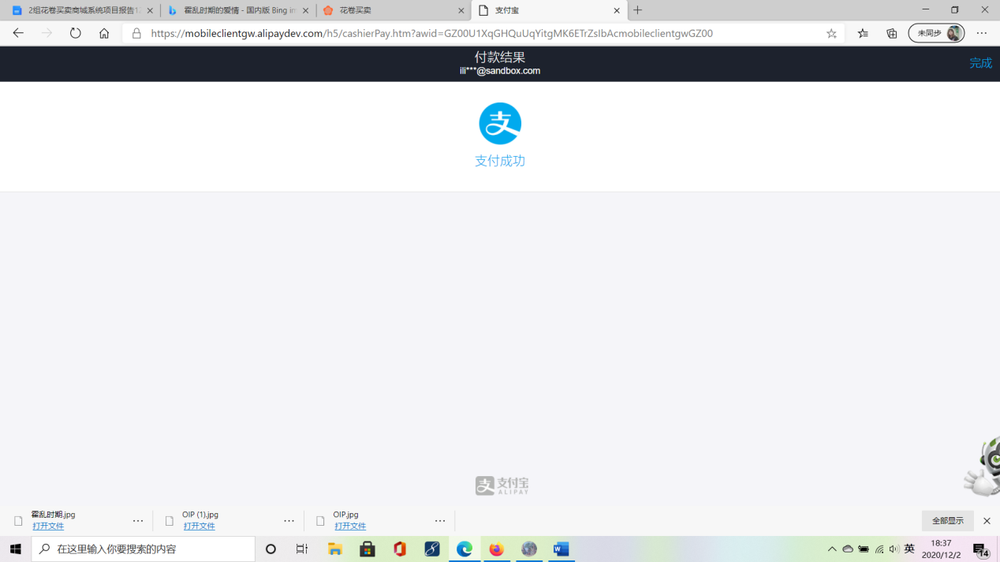 2组花卷买卖商城系统项目报告
霍乱时期的爱情 - 国内版 Bing
花卷买卖
支付宝
https://mobileclientgw.alipaydev.com/h5/cashierPay.htm?awid=GZ00U1XqGHQuUqYitgMK6ETrZsIbAcmobileclientgwGZ00
未同步
付款结果
ili***@sandbox.com
完成
支
支付成功
支 支付宝
ALIPAY
霍乱时期.jpg
打开文件
OIP (1).jpg
打开文件
OIP.jpg
打开文件
全部显示
在这里输入你要搜索的内容
英
18:37
2020/12/2
14